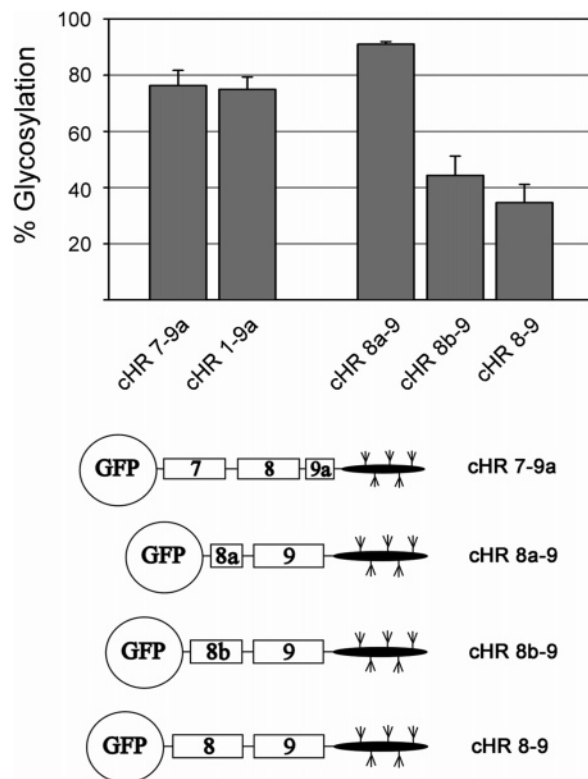 100
80
60
40
20
% Glycosylation
cHR 7-9a
cHR 1-9a
cHR 8a-9
cHR 8b-9
cHR 8-9
GFP 7 8 9a cHR 7-9a
GFP 8a 9 cHR 8a-9
GFP 8b 9 cHR 8b-9
GFP 8 9 cHR 8-9